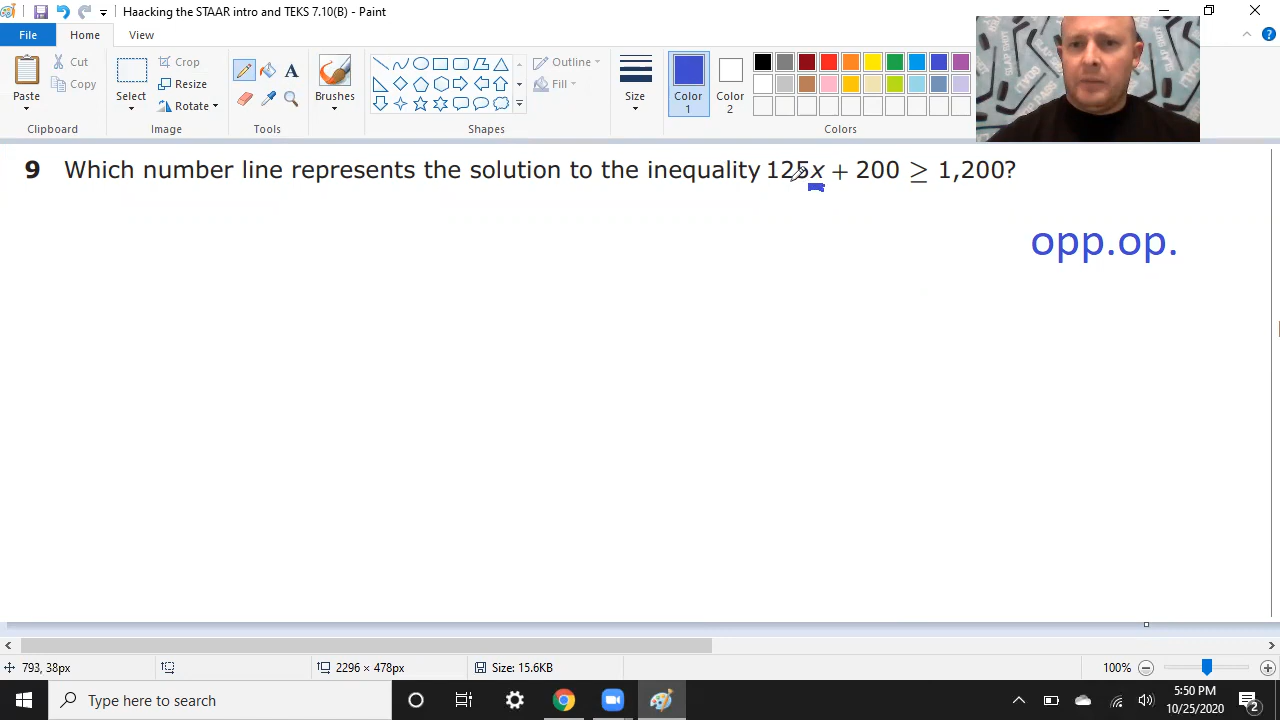 Haacking the STAAR intro and TEKS 7.10(B) - Paint
File
Home
View
Paste
Cut
Copy
Clipboard
Select
Crop
Resize
Rotate
Image
A
Tools
Brushes
Shapes
Outline
Fill
Size
Color 1
Color 2
Colors
9 Which number line represents the solution to the inequality 125x + 200 ≥ 1,200?
opp.op.
793, 38px
2296 × 478px
Size: 15.6KB
100%
Type here to search
5:50 PM
10/25/2020
2